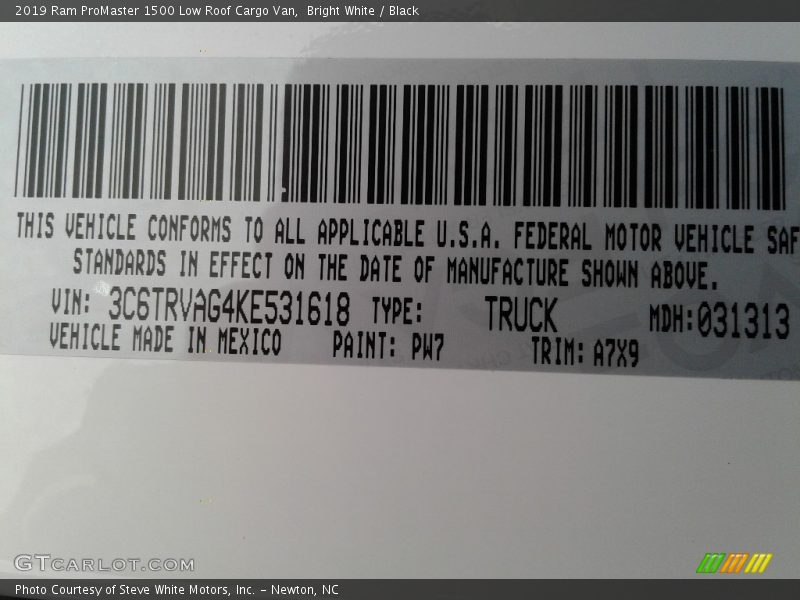 2019 Ram ProMaster 1500 Low Roof Cargo Van,  Bright White / Black
THIS VEHICLE CONFORMS TO ALL APPLICABLE U.S.A. FEDERAL MOTOR VEHICLE SAF
STANDARDS IN EFFECT ON THE DATE OF MANUFACTURE SHOWN ABOVE.
VIN: 3C6TRVAG4KE531618 TYPE: TRUCK MDH:031313
VEHICLE MADE IN MEXICO PAINT: PW7 TRIM: A7X9
GTCARLOT.COM
Photo Courtesy of Steve White Motors, Inc. – Newton, NC